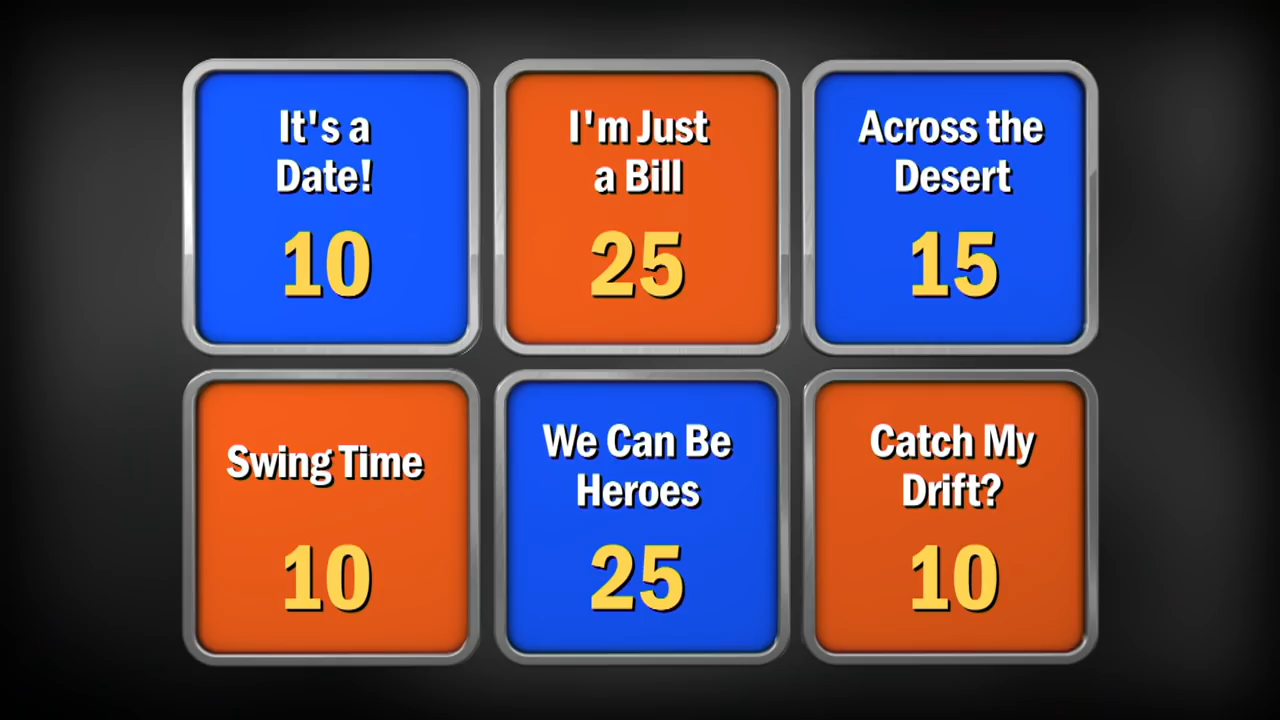 It's a
Date!
10
I'm Just
a Bill
25
Across the
Desert
15
Swing Time
10
We Can Be
Heroes
25
Catch My
Drift?
10